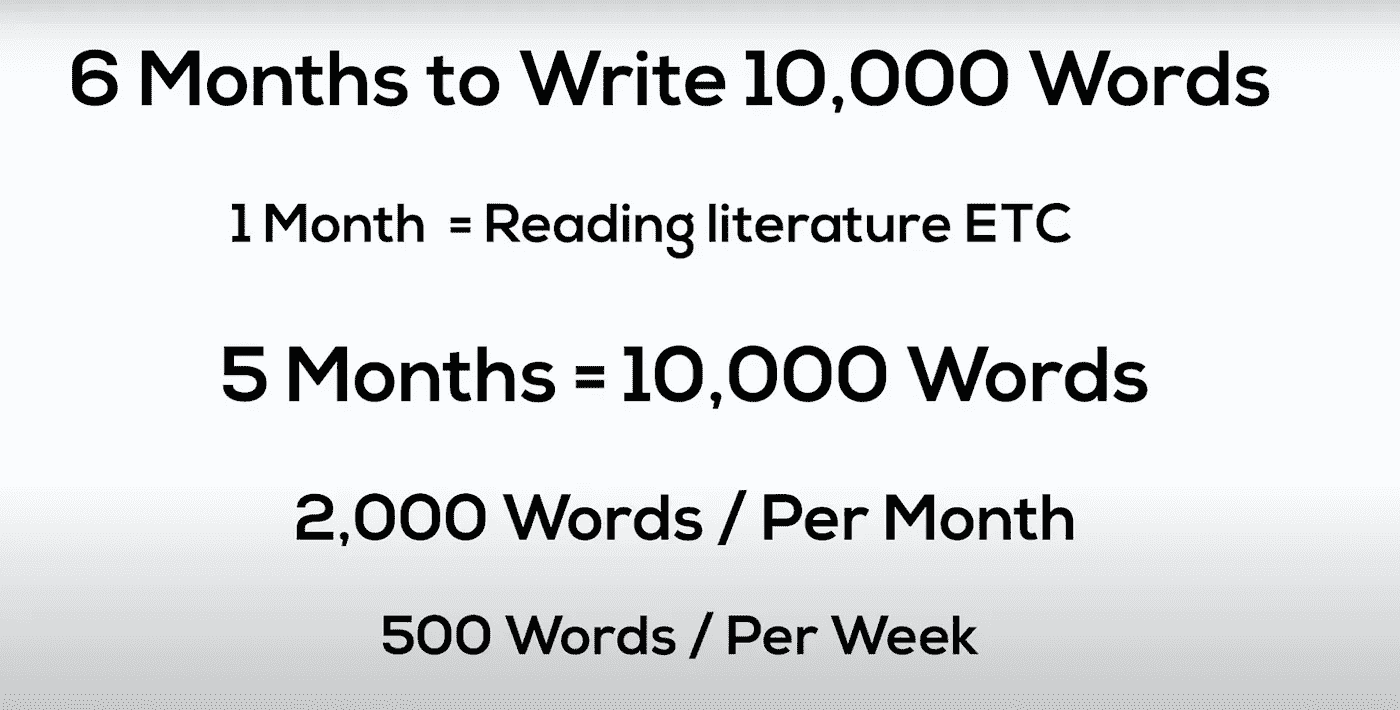 6 Months to Write 10,000 Words
1 Month = Reading literature ETC
5 Months = 10,000 Words
2,000 Words / Per Month
500 Words / Per Week